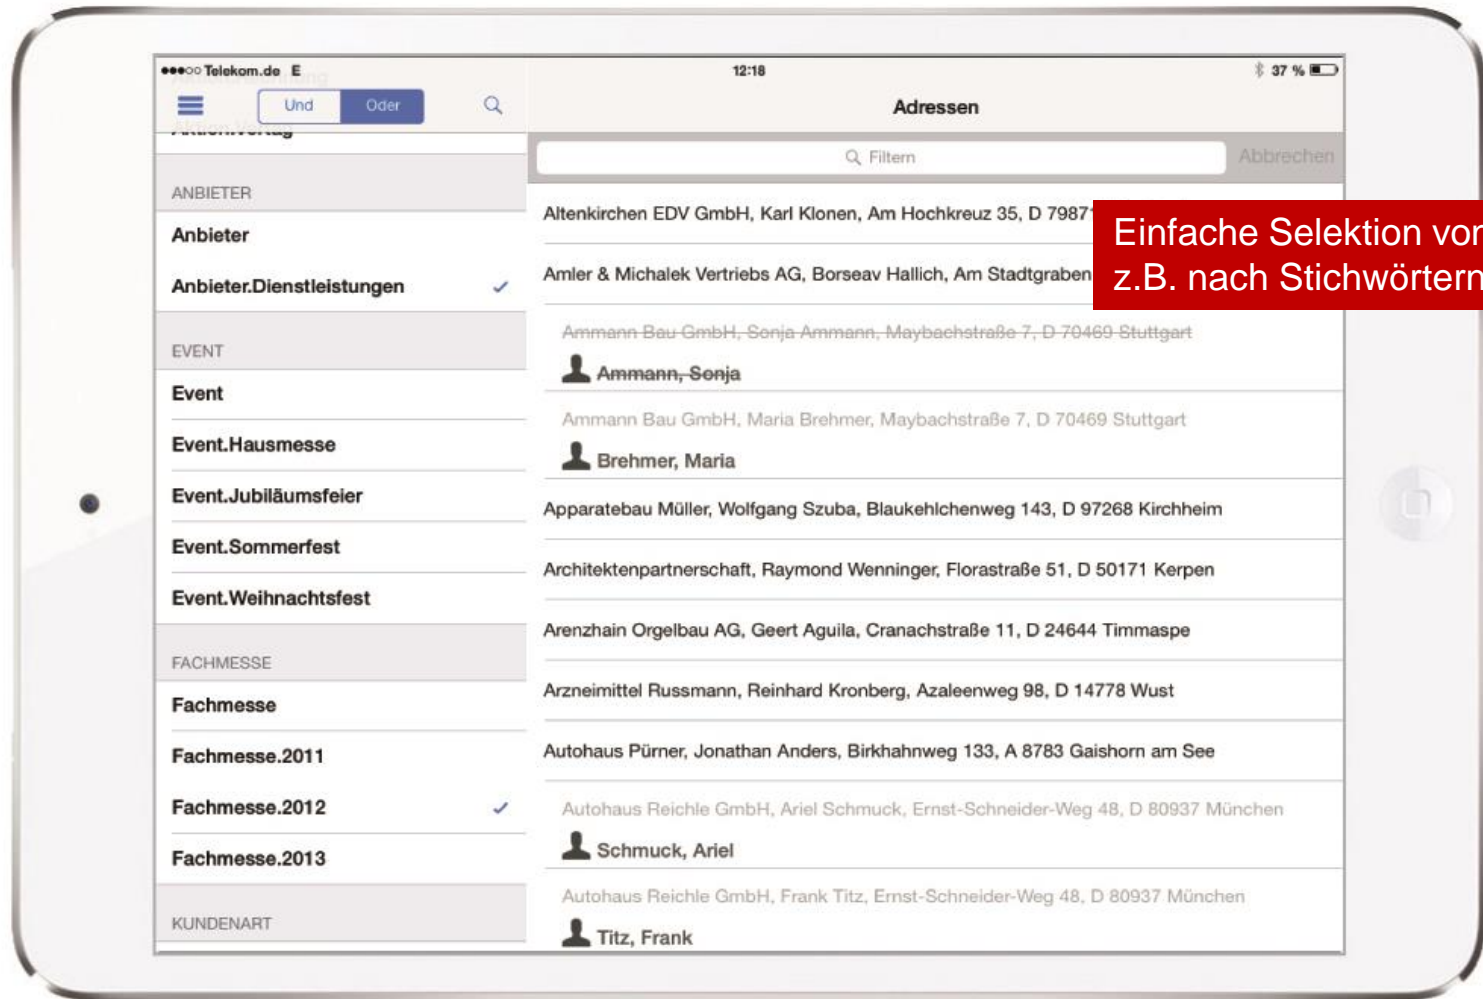 Telekom.de E
12:18
37 %
Und Oder
Adressen
Aktion.Vortag
Filtern
Abbrechen
ANBIETER
Anbieter
Anbieter.Dienstleistungen
EVENT
Event
Event.Hausmesse
Event.Jubiläumsfeier
Event.Sommerfest
Event.Weihnachtsfest
FACHMESSE
Fachmesse
Fachmesse.2011
Fachmesse.2012
Fachmesse.2013
KUNDENART
Altenkirchen EDV GmbH, Karl Klonen, Am Hochkreuz 35, D 7987
Amler & Michalek Vertriebs AG, Borseav Hallich, Am Stadtgraben
Ammann Bau GmbH, Sonja Ammann, Maybachstraße 7, D 70469 Stuttgart
Ammann, Sonja
Ammann Bau GmbH, Maria Brehmer, Maybachstraße 7, D 70469 Stuttgart
Brehmer, Maria
Apparatebau Müller, Wolfgang Szuba, Blaukehlchenweg 143, D 97268 Kirchheim
Architektenpartnerschaft, Raymond Wenninger, Florastraße 51, D 50171 Kerpen
Arenzhain Orgelbau AG, Geert Aguila, Cranachstraße 11, D 24644 Timmaspe
Arzneimittel Russmann, Reinhard Kronberg, Azaleenweg 98, D 14778 Wust
Autohaus Pürner, Jonathan Anders, Birkhahnweg 133, A 8783 Gaishorn am See
Autohaus Reichle GmbH, Ariel Schmuck, Ernst-Schneider-Weg 48, D 80937 München
Schmuck, Ariel
Autohaus Reichle GmbH, Frank Titz, Ernst-Schneider-Weg 48, D 80937 München
Titz, Frank
Einfache Selektion von
z.B. nach Stichwörtern